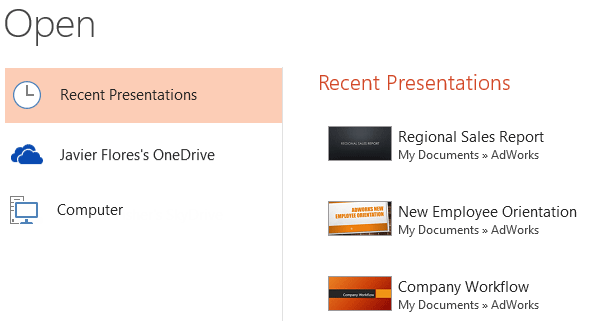 Open
Recent Presentations
Javier Flores's OneDrive
Computer
Recent Presentations
REGIONAL SALES REPORT
Regional Sales Report
My Documents » AdWorks
ADWORKS NEW
EMPLOYEE ORIENTATION
New Employee Orientation
My Documents » AdWorks
Company Workflow
Company Workflow
My Documents » AdWorks